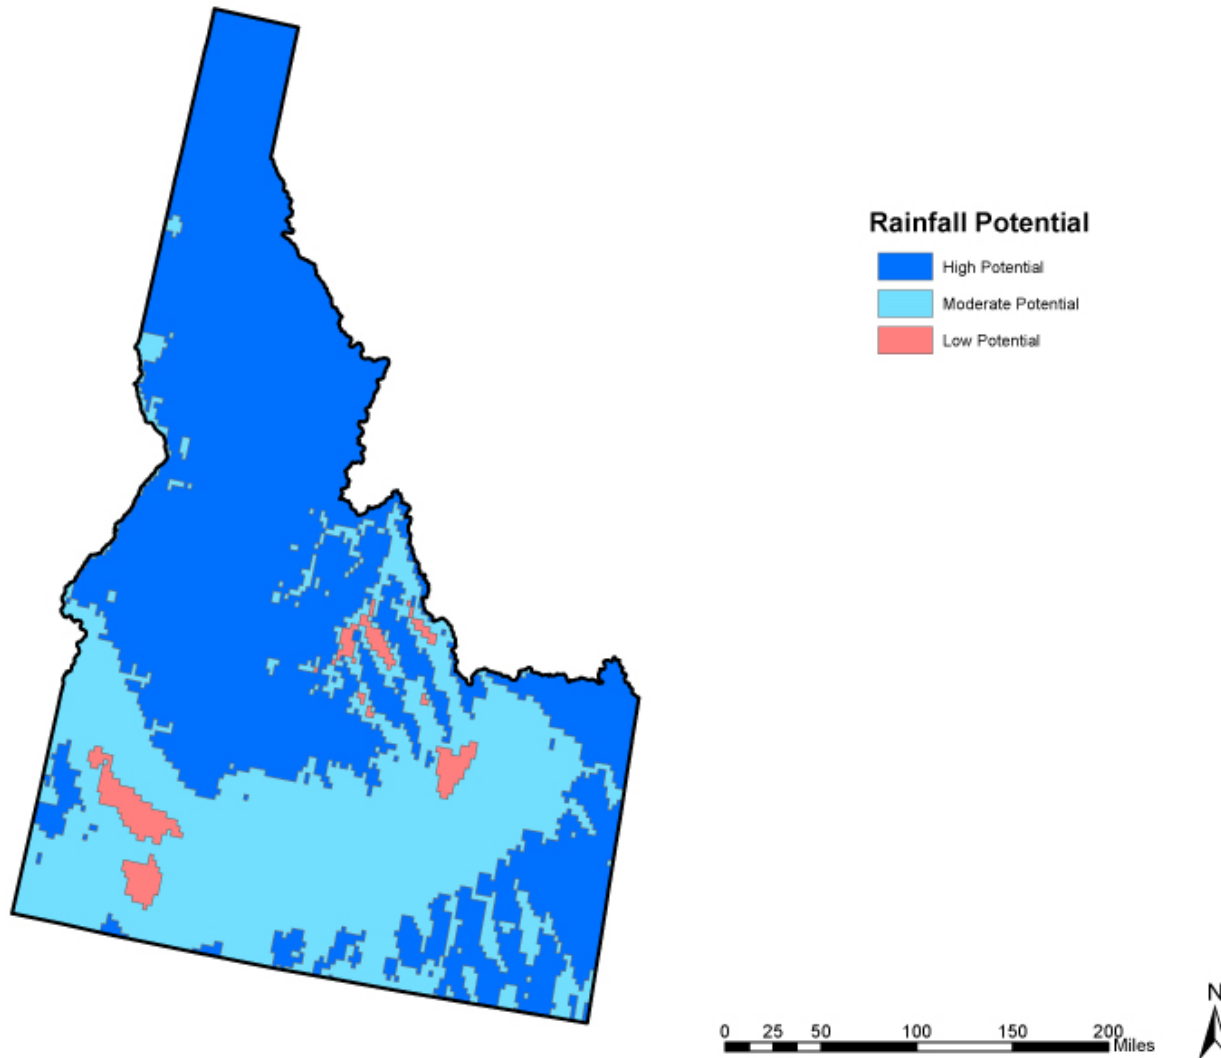 Rainfall Potential
High Potential
Moderate Potential
Low Potential
N
0 25 50 100 150 200
Miles